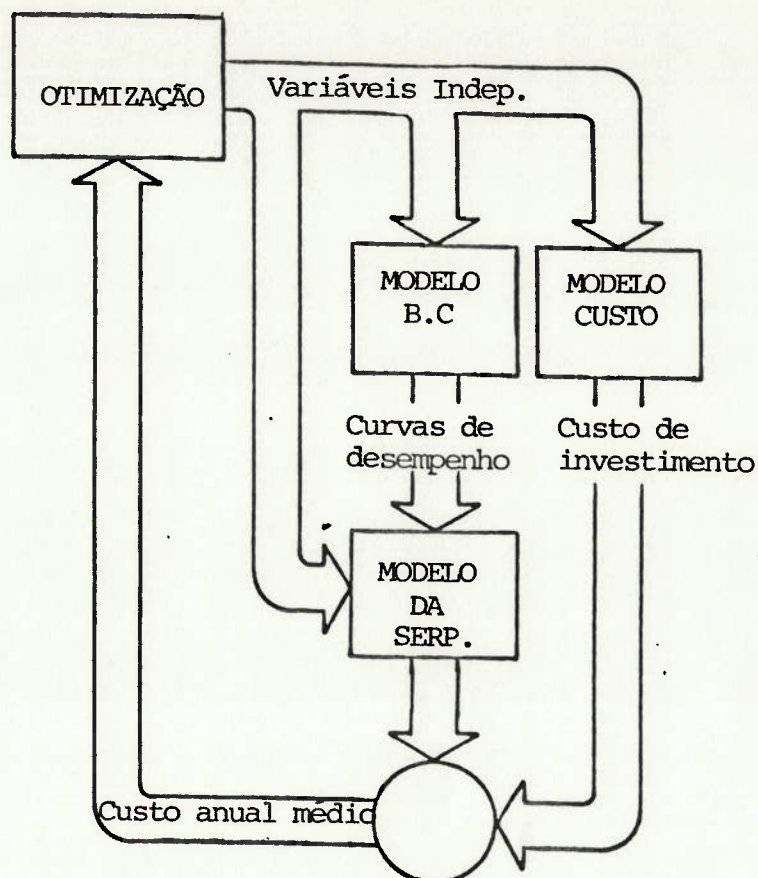 OTIMIZAÇÃO
Variáveis Indep.
MODELO
B.C
MODELO
CUSTO
Curvas de
desempenho
Custo de
investimento
MODELO
DA
SERP.
Custo anual médio